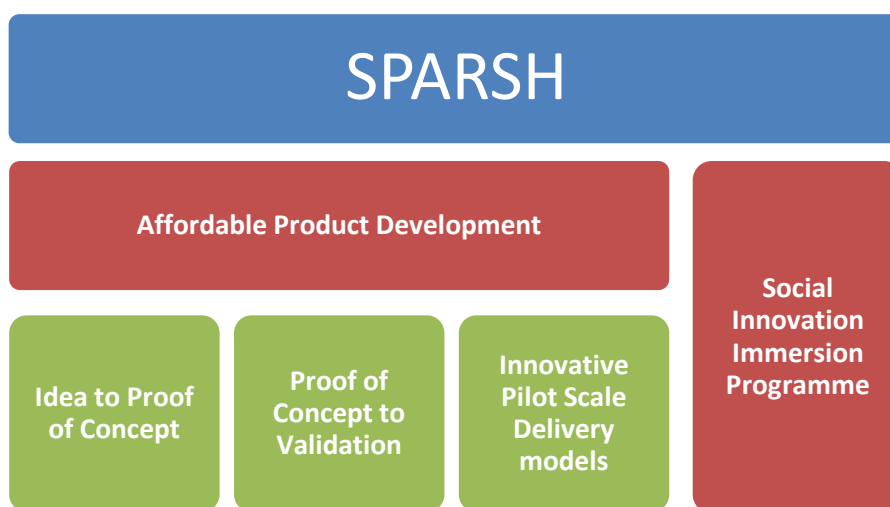 SPARSH
Affordable Product Development
Social
Innovation
Immersion
Programme
Idea to Proof
of Concept
Proof of
Concept to
Validation
Innovative
Pilot Scale
Delivery
models